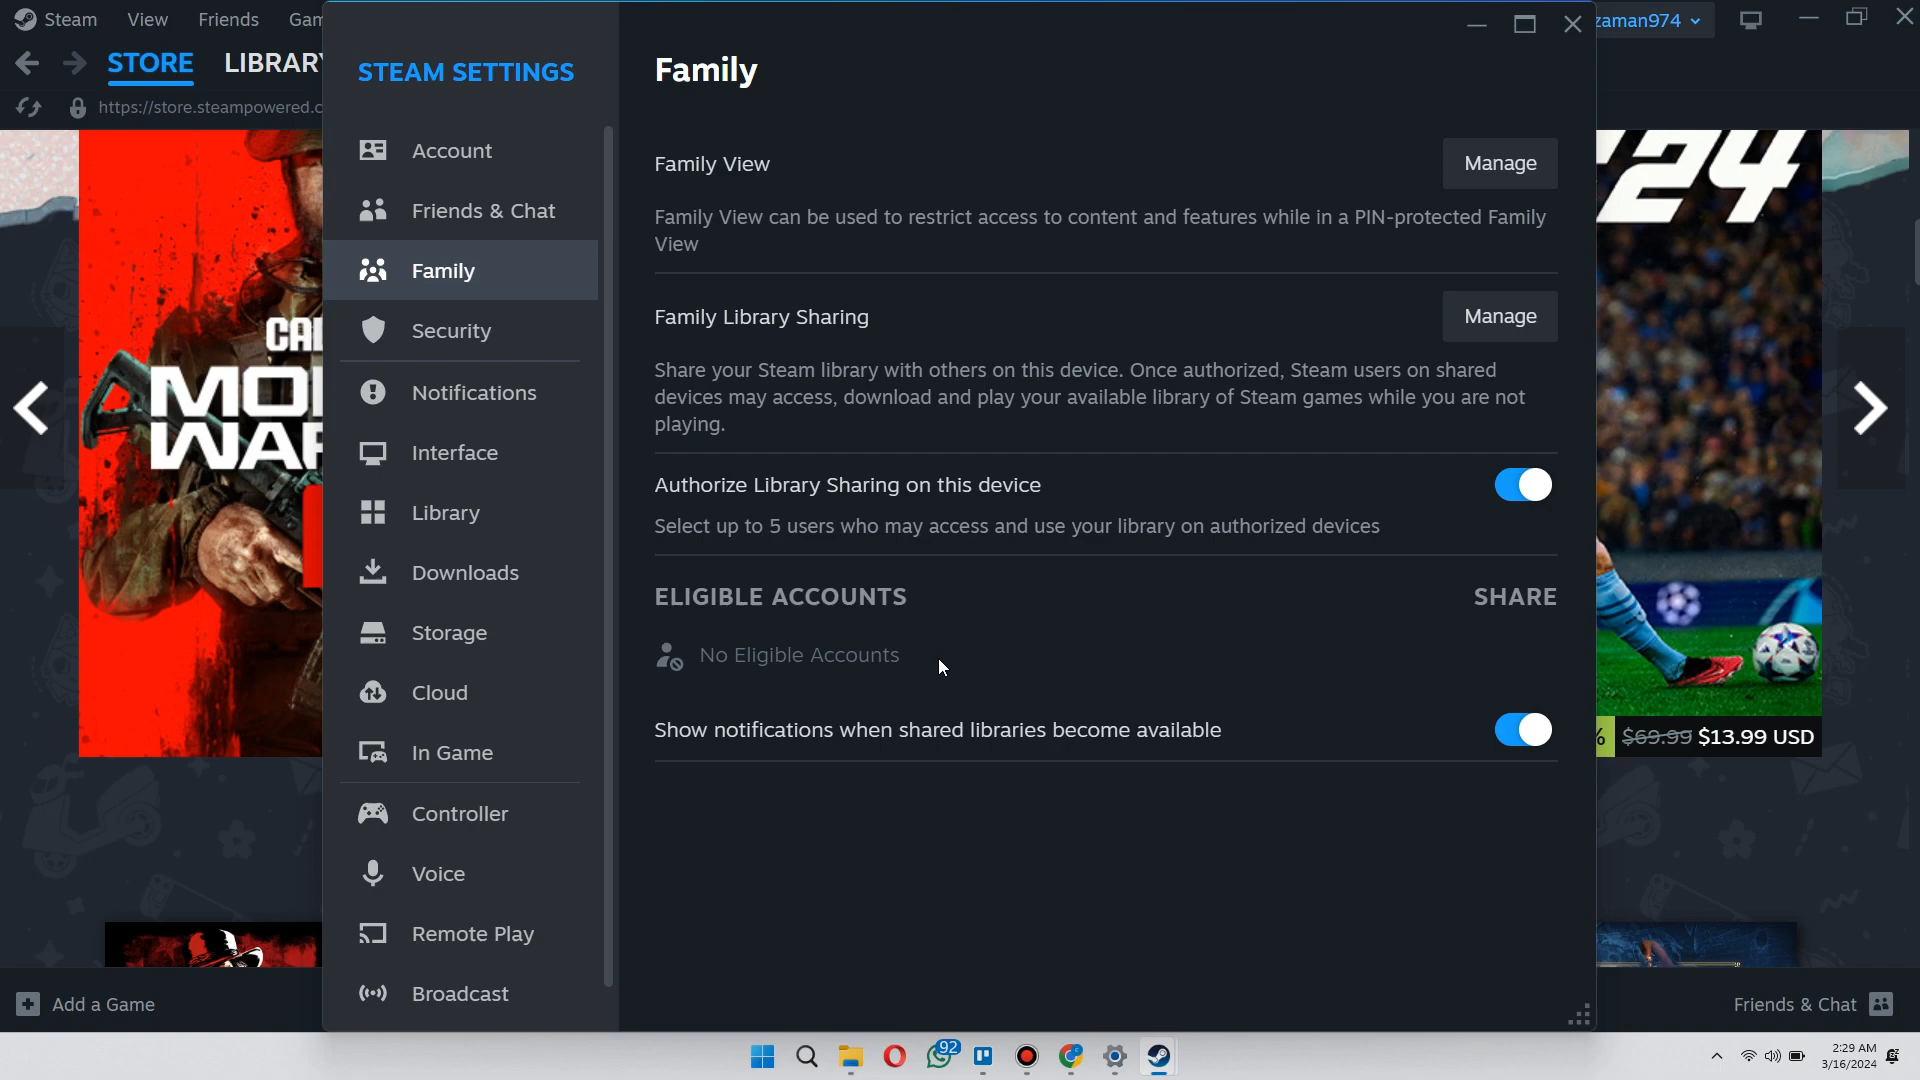 Steam View Friends
zaman974
STORE
https://store.steampowered.c
STEAM SETTINGS
Account
Friends & Chat
Family
Security
Notifications
Interface
Library
Downloads
Storage
Cloud
In Game
Controller
Voice
Remote Play
Broadcast
Family
Family View
Manage
Family View can be used to restrict access to content and features while in a PIN-protected Family
View
Family Library Sharing
Manage
Share your Steam library with others on this device. Once authorized, Steam users on shared
devices may access, download and play your available library of Steam games while you are not
playing.
Authorize Library Sharing on this device
Select up to 5 users who may access and use your library on authorized devices
ELIGIBLE ACCOUNTS
SHARE
No Eligible Accounts
Show notifications when shared libraries become available
24
% $69.99 $13.99 USD
Add a Game
Friends & Chat
92
2:29 AM
3/16/2024